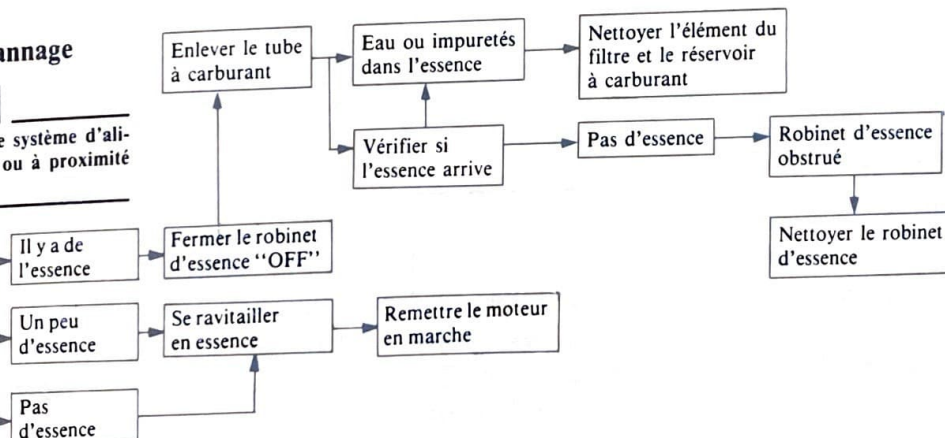 annage
e système d'ali-
ou à proximité
Enlever le tube
à carburant
Eau ou impuretés
dans l'essence
Nettoyer l'élément du
filtre et le réservoir
à carburant
Vérifier si
l'essence arrive
Pas d'essence
Robinet d'essence
obstrué
Nettoyer le robinet
d'essence
Il y a de
l'essence
Fermer le robinet
d'essence "OFF"
Un peu
d'essence
Se ravitailler
en essence
Remettre le moteur
en marche
Pas
d'essence